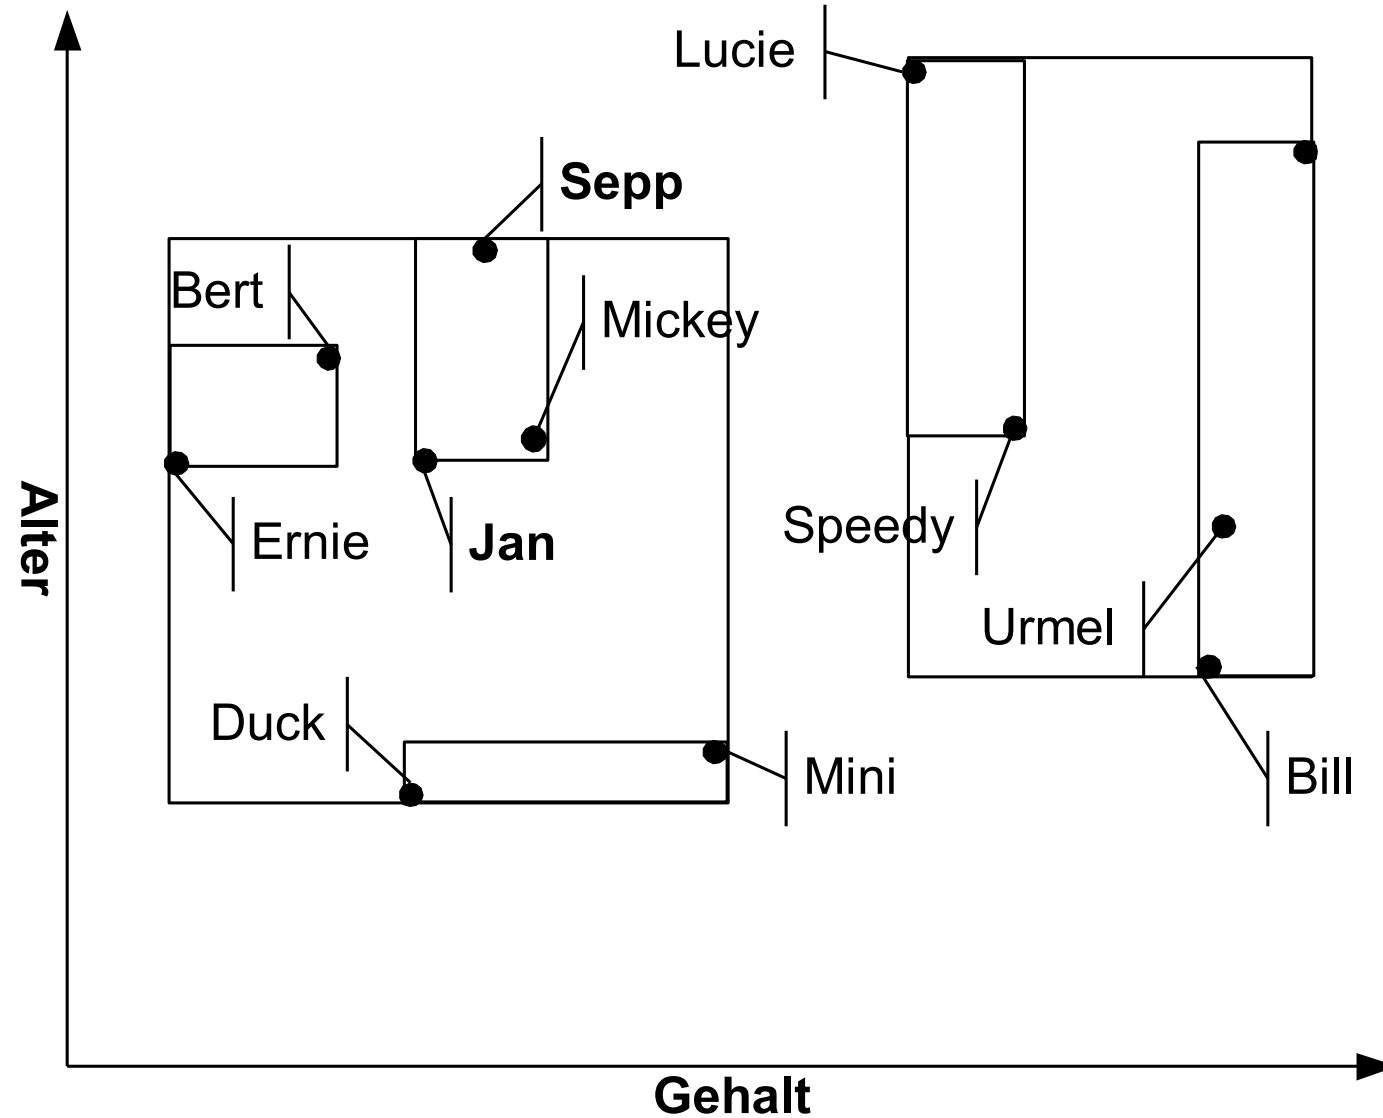 Lucie
Sepp
Bert
Mickey
Alter
Ernie
Jan
Speedy
Urmel
Duck
Mini
Bill
Gehalt